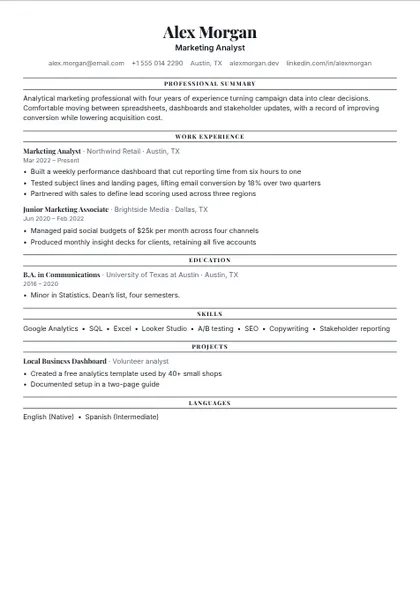 Alex Morgan
Marketing Analyst
alex.morgan@email.com +1 555 014 2290 Austin, TX alexmorgan.dev linkedin.com/in/alexmorgan
PROFESSIONAL SUMMARY
Analytical marketing professional with four years of experience turning campaign data into clear decisions.
Comfortable moving between spreadsheets, dashboards and stakeholder updates, with a record of improving
conversion while lowering acquisition cost.
WORK EXPERIENCE
Marketing Analyst · Northwind Retail · Austin, TX
Mar 2022 – Present
• Built a weekly performance dashboard that cut reporting time from six hours to one
• Tested subject lines and landing pages, lifting email conversion by 18% over two quarters
• Partnered with sales to define lead scoring used across three regions
Junior Marketing Associate · Brightside Media · Dallas, TX
Jun 2020 – Feb 2022
• Managed paid social budgets of $25k per month across four channels
• Produced monthly insight decks for clients, retaining all five accounts
EDUCATION
B.A. in Communications · University of Texas at Austin · Austin, TX
2016 – 2020
• Minor in Statistics. Dean's list, four semesters.
SKILLS
Google Analytics • SQL • Excel • Looker Studio • A/B testing • SEO • Copywriting • Stakeholder reporting
PROJECTS
Local Business Dashboard · Volunteer analyst
• Created a free analytics template used by 40+ small shops
• Documented setup in a two-page guide
LANGUAGES
English (Native) • Spanish (Intermediate)